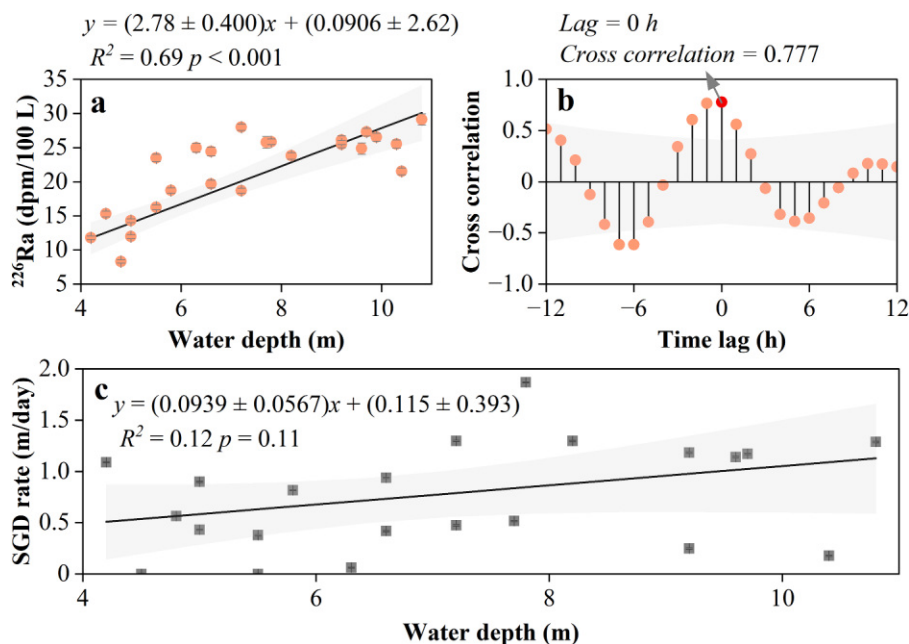 y = (2.78 ± 0.400)x + (0.0906 ± 2.62)
R² = 0.69 p < 0.001
a
35
30
25
20
15
10
5
²²⁶Ra (dpm/100 L)
4
6
8
10
Water depth (m)
Lag = 0 h
Cross correlation = 0.777
b
1.0
0.5
0
−0.5
−1.0
Cross correlation
−12
−6
0
6
12
Time lag (h)
c
y = (0.0939 ± 0.0567)x + (0.115 ± 0.393)
R² = 0.12 p = 0.11
2.0
1.5
1.0
0.5
0
SGD rate (m/day)
4
6
8
10
Water depth (m)